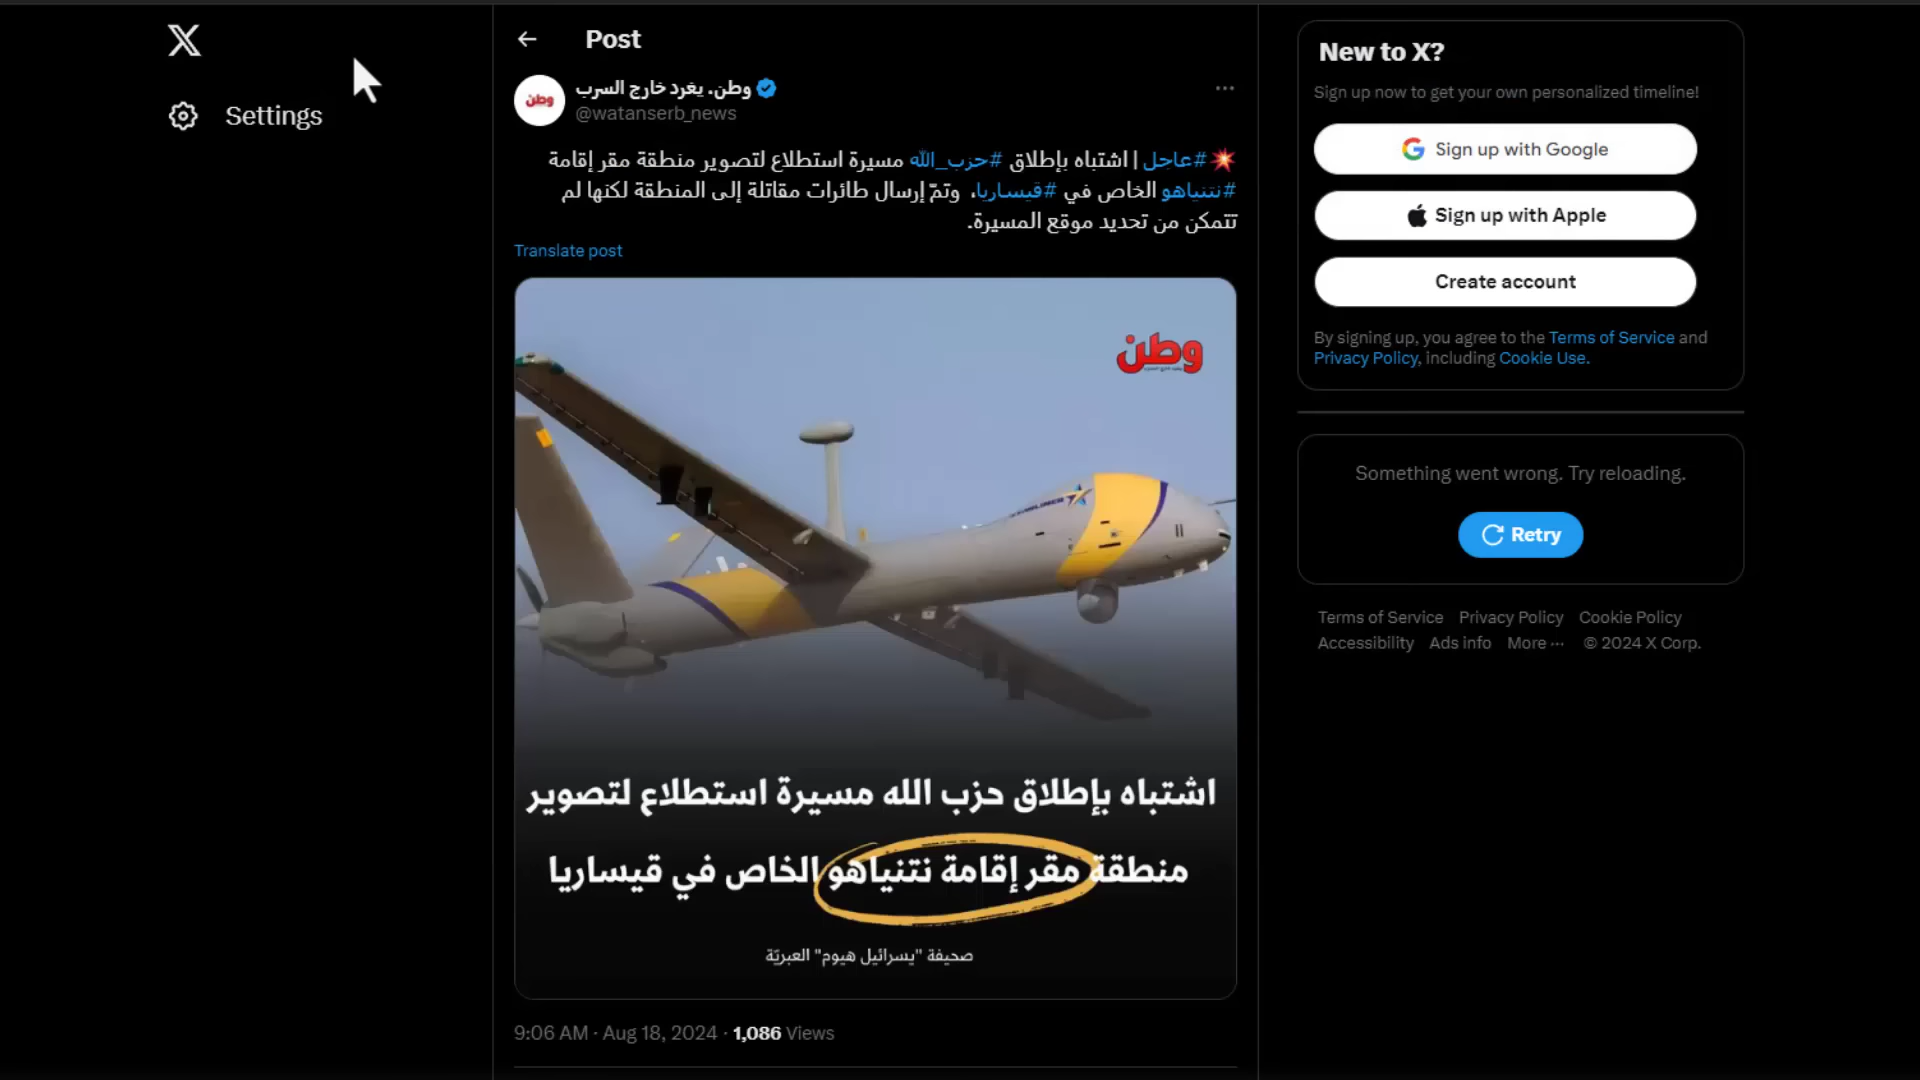 Settings
Post
وطن. يغرد خارج السرب
@watanserb_news
💥#عاجل | اشتباه بإطلاق #حزب_الله مسيرة استطلاع لتصوير منطقة مقر إقامة
#نتنياهو الخاص في #قيساريا، وتمّ إرسال طائرات مقاتلة إلى المنطقة لكنها لم
تتمكن من تحديد موقع المسيرة.
Translate post
وطن
اشتباه بإطلاق حزب الله مسيرة استطلاع لتصوير
منطقة مقر إقامة نتنياهو الخاص في قيساريا
صحيفة "يسرائيل هيوم" العبريّة
9:06 AM · Aug 18, 2024 · 1,086 Views
New to X?
Sign up now to get your own personalized timeline!
Sign up with Google
Sign up with Apple
Create account
By signing up, you agree to the Terms of Service and
Privacy Policy, including Cookie Use.
Something went wrong. Try reloading.
Retry
Terms of Service Privacy Policy Cookie Policy
Accessibility Ads info More ··· © 2024 X Corp.